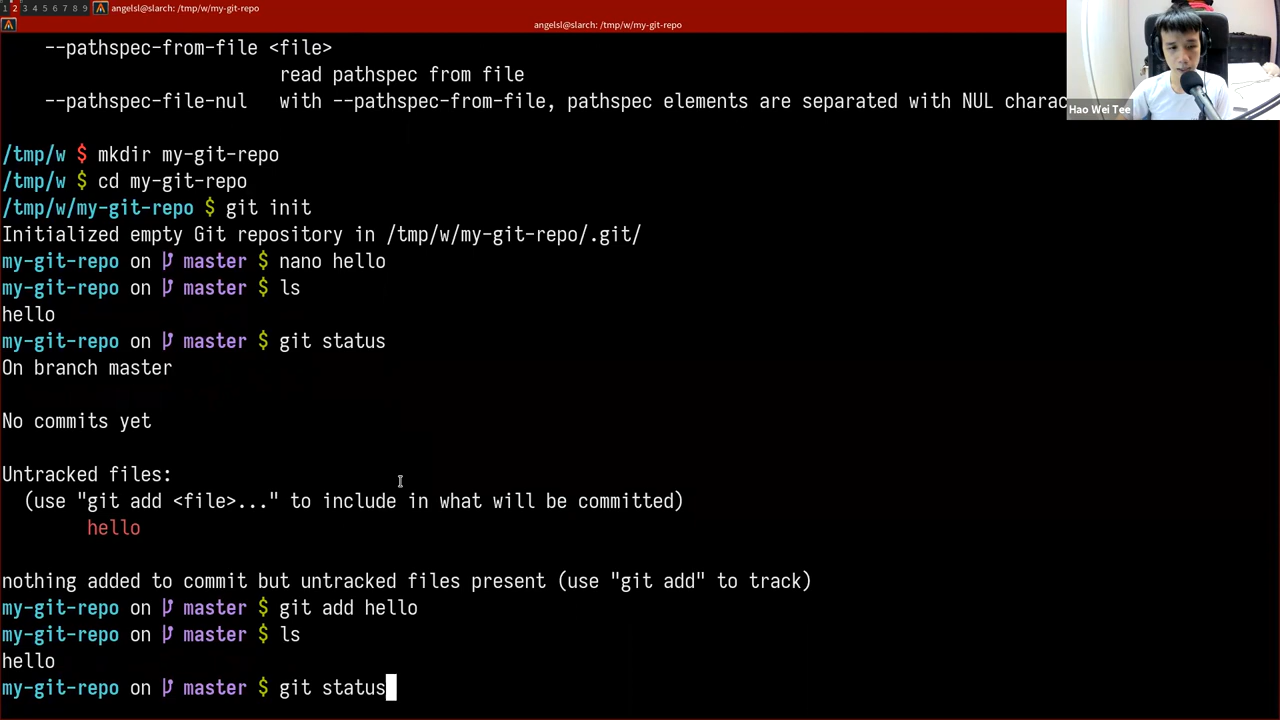 1 2 3 4 5 6 7 8 9 angelsl@slarch: /tmp/w/my-git-repo
angelsl@slarch: /tmp/w/my-git-repo
--pathspec-from-file <file>
read pathspec from file
--pathspec-file-nul with --pathspec-from-file, pathspec elements are separated with NUL charac
Hao Wei Tee
/tmp/w $ mkdir my-git-repo
/tmp/w $ cd my-git-repo
/tmp/w/my-git-repo $ git init
Initialized empty Git repository in /tmp/w/my-git-repo/.git/
my-git-repo on master $ nano hello
my-git-repo on master $ ls
hello
my-git-repo on master $ git status
On branch master
No commits yet
Untracked files:
(use "git add <file>..." to include in what will be committed)
hello
nothing added to commit but untracked files present (use "git add" to track)
my-git-repo on master $ git add hello
my-git-repo on master $ ls
hello
my-git-repo on master $ git status